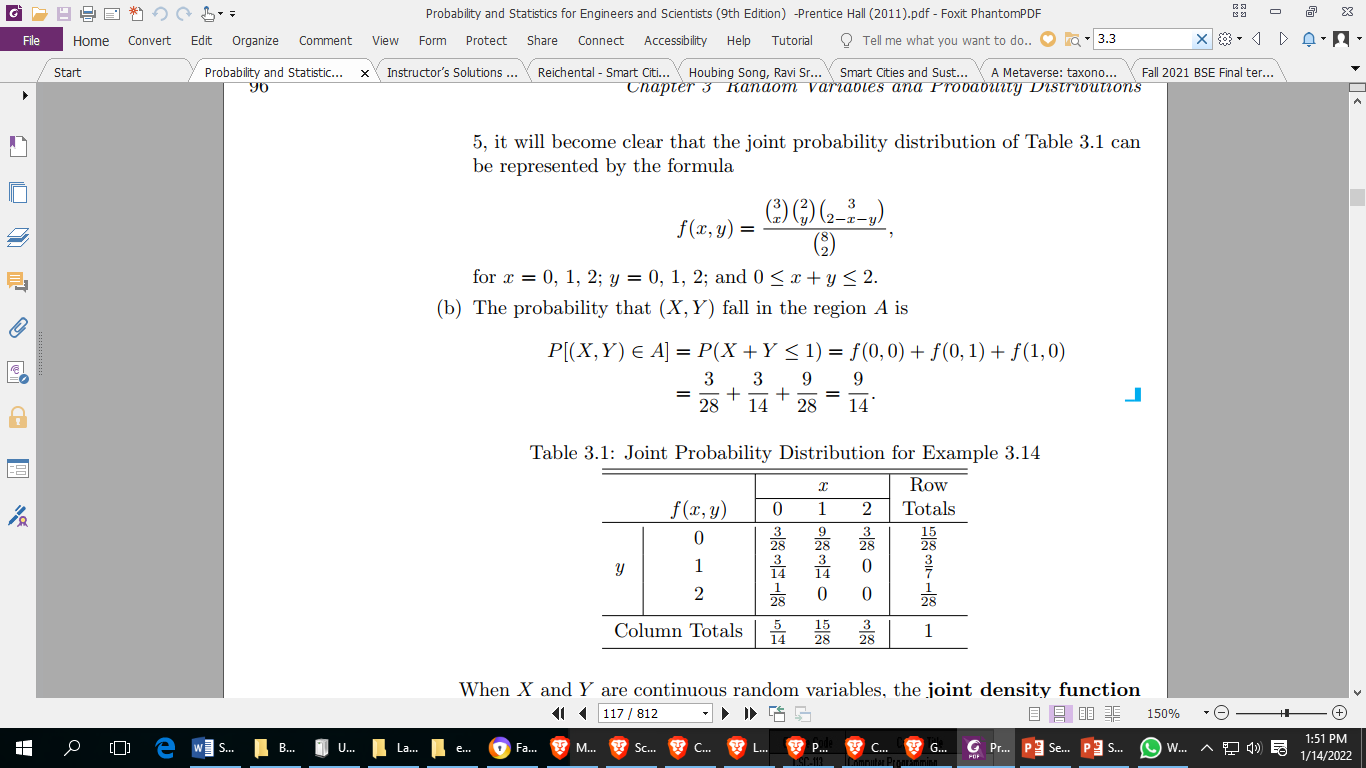 Probability and Statistics for Engineers and Scientists (9th Edition) -Prentice Hall (2011).pdf - Foxit PhantomPDF
File Home Convert Edit Organize Comment View Form Protect Share Connect Accessibility Help Tutorial Tell me what you want to do.. 3.3
Start Probability and Statistic... x Instructor's Solutions ... Reichental - Smart Citi... Houbing Song, Ravi Sr... Smart Cities and Sust... A Metaverse: taxono... Fall 2021 BSE Final ter...
96 Chapter 3 Random Variables and Probability Distributions
5, it will become clear that the joint probability distribution of Table 3.1 can
be represented by the formula
f(x, y) = \frac{\binom{3}{x}\binom{2}{y}\binom{3}{2-x-y}}{\binom{8}{2}},
for x = 0, 1, 2; y = 0, 1, 2; and 0 ≤ x + y ≤ 2.
(b) The probability that (X, Y) fall in the region A is
P[(X, Y) ∈ A] = P(X + Y ≤ 1) = f(0, 0) + f(0, 1) + f(1, 0)
= 3/28 + 3/14 + 9/28 = 9/14.
Table 3.1: Joint Probability Distribution for Example 3.14
x Row
f(x, y) 0 1 2 Totals
0 3/28 9/28 3/28 15/28
y 1 3/14 3/14 0 3/7
2 1/28 0 0 1/28
Column Totals 5/14 15/28 3/28 1
When X and Y are continuous random variables, the joint density function
117 / 812 150%
S... B... U... La... e... Fa... M... Sc... C... L... P... C... G... Pr... Se... S... W... 1:51 PM
1/14/2022